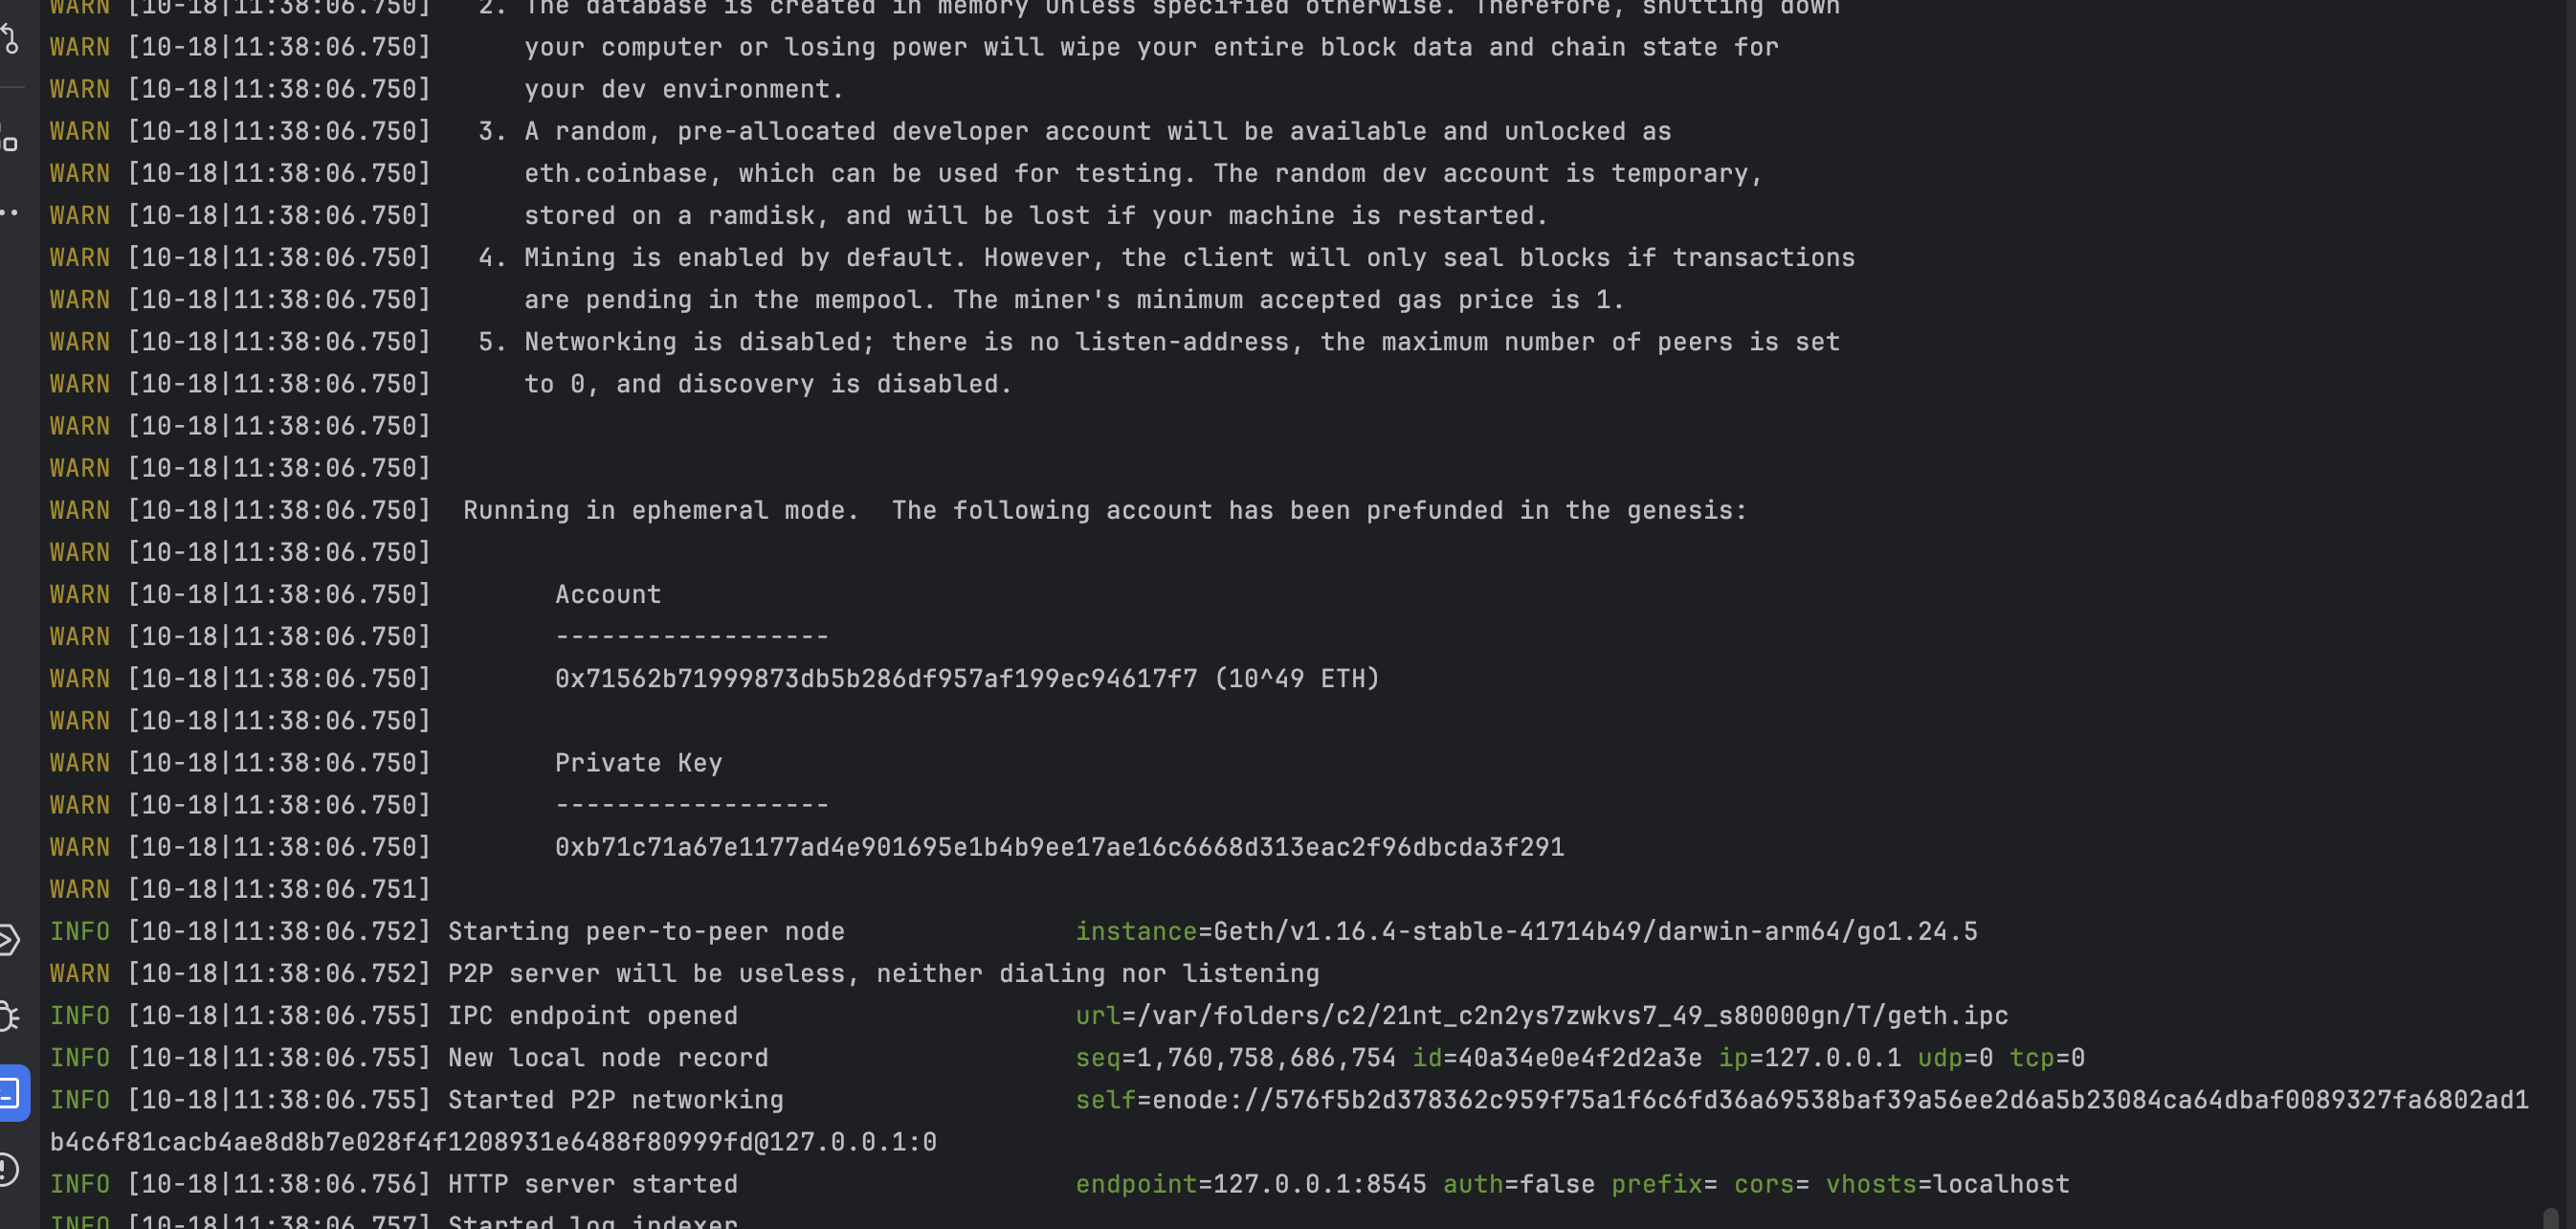 WARN [10-18|11:38:06.750]   2. The database is created in memory unless specified otherwise. Therefore, shutting down
WARN [10-18|11:38:06.750]      your computer or losing power will wipe your entire block data and chain state for
WARN [10-18|11:38:06.750]      your dev environment.
WARN [10-18|11:38:06.750]   3. A random, pre-allocated developer account will be available and unlocked as
WARN [10-18|11:38:06.750]      eth.coinbase, which can be used for testing. The random dev account is temporary,
WARN [10-18|11:38:06.750]      stored on a ramdisk, and will be lost if your machine is restarted.
WARN [10-18|11:38:06.750]   4. Mining is enabled by default. However, the client will only seal blocks if transactions
WARN [10-18|11:38:06.750]      are pending in the mempool. The miner's minimum accepted gas price is 1.
WARN [10-18|11:38:06.750]   5. Networking is disabled; there is no listen-address, the maximum number of peers is set
WARN [10-18|11:38:06.750]      to 0, and discovery is disabled.
WARN [10-18|11:38:06.750]
WARN [10-18|11:38:06.750]
WARN [10-18|11:38:06.750]  Running in ephemeral mode.  The following account has been prefunded in the genesis:
WARN [10-18|11:38:06.750]
WARN [10-18|11:38:06.750]        Account
WARN [10-18|11:38:06.750]        ------------------
WARN [10-18|11:38:06.750]        0x71562b71999873db5b286df957af199ec94617f7 (10^49 ETH)
WARN [10-18|11:38:06.750]
WARN [10-18|11:38:06.750]        Private Key
WARN [10-18|11:38:06.750]        ------------------
WARN [10-18|11:38:06.750]        0xb71c71a67e1177ad4e901695e1b4b9ee17ae16c6668d313eac2f96dbcda3f291
WARN [10-18|11:38:06.751]
INFO [10-18|11:38:06.752] Starting peer-to-peer node               instance=Geth/v1.16.4-stable-41714b49/darwin-arm64/go1.24.5
WARN [10-18|11:38:06.752] P2P server will be useless, neither dialing nor listening
INFO [10-18|11:38:06.755] IPC endpoint opened                      url=/var/folders/c2/21nt_c2n2ys7zwkvs7_49_s80000gn/T/geth.ipc
INFO [10-18|11:38:06.755] New local node record                    seq=1,760,758,686,754 id=40a34e0e4f2d2a3e ip=127.0.0.1 udp=0 tcp=0
INFO [10-18|11:38:06.755] Started P2P networking                   self=enode://576f5b2d378362c959f75a1f6c6fd36a69538baf39a56ee2d6a5b23084ca64dbaf0089327fa6802ad1
b4c6f81cacb4ae8d8b7e028f4f1208931e6488f80999fd@127.0.0.1:0
INFO [10-18|11:38:06.756] HTTP server started                      endpoint=127.0.0.1:8545 auth=false prefix= cors= vhosts=localhost
INFO [10-18|11:38:06.757] Started log indexer